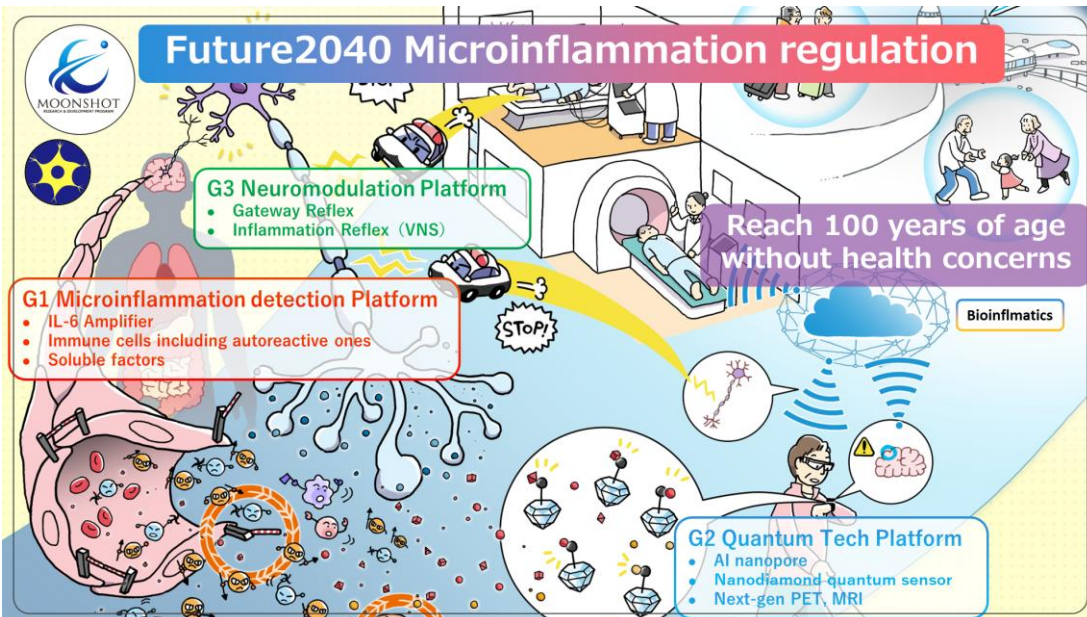 Future2040 Microinflammation regulation
MOONSHOT
RESEARCH & DEVELOPMENT PROGRAM
G3 Neuromodulation Platform
• Gateway Reflex
• Inflammation Reflex (VNS)
Reach 100 years of age
without health concerns
G1 Microinflammation detection Platform
• IL-6 Amplifier
• Immune cells including autoreactive ones
• Soluble factors
Bioinflmatics
STOP!
G2 Quantum Tech Platform
• AI nanopore
• Nanodiamond quantum sensor
• Next-gen PET, MRI